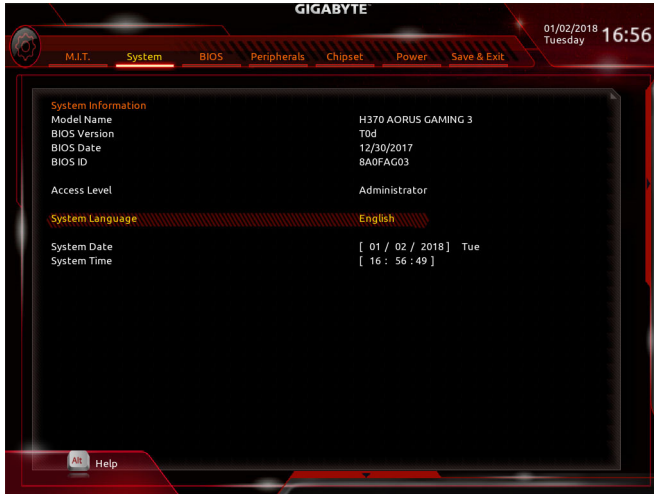 GIGABYTE™
01/02/2018 16:56
Tuesday
M.I.T. System BIOS Peripherals Chipset Power Save & Exit
System Information
Model Name H370 AORUS GAMING 3
BIOS Version T0d
BIOS Date 12/30/2017
BIOS ID 8A0FAG03
Access Level Administrator
System Language English
System Date [ 01 / 02 / 2018 ] Tue
System Time [ 16 : 56 : 49 ]
Alt Help